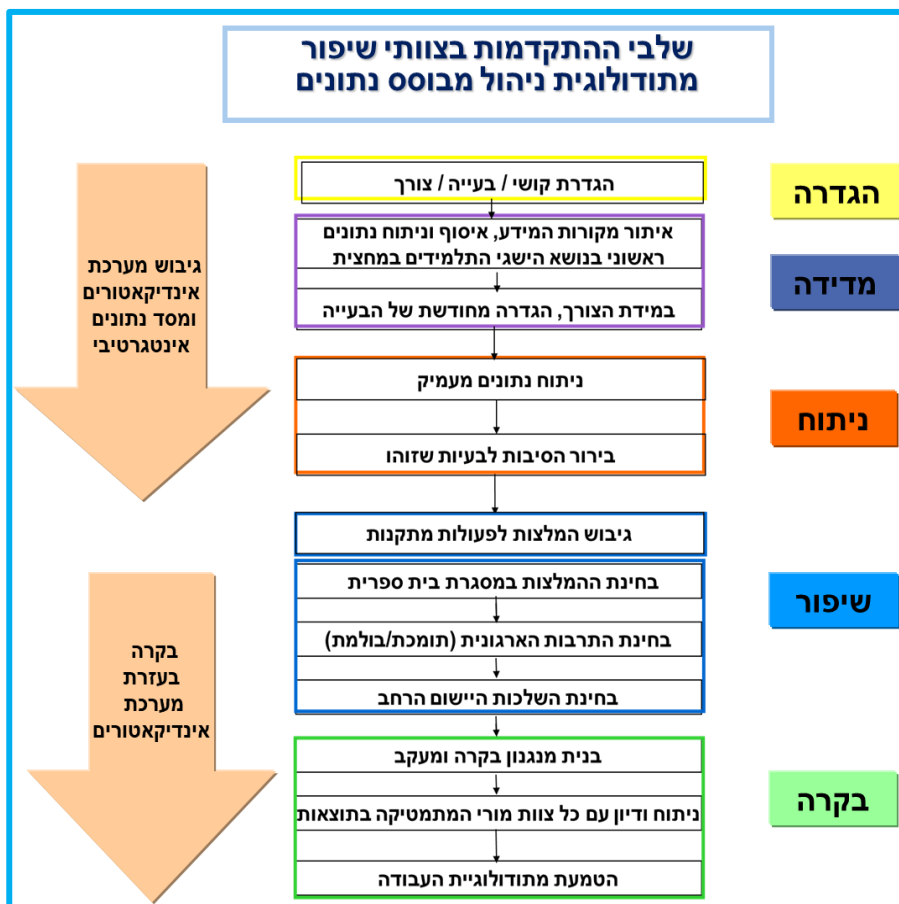 שלבי ההתקדמות בצוותי שיפור
מתודולגית ניהול מבוסס נתונים
הגדרה
הגדרת קושי / בעייה / צורך
מדידה
איתור מקורות המידע, איסוף וניתוח נתונים
ראשוני בנושא הישגי התלמידים במחצית
במידת הצורך, הגדרה מחודשת של הבעייה
ניתוח
ניתוח נתונים מעמיק
בירור הסיבות לבעיות שזוהו
גיבוש מערכת
אינדיקאטורים
ומסד נתונים
אינטגרטיבי
שיפור
גיבוש המלצות לפעולות מתקנות
בחינת ההמלצות במסגרת בית ספרית
בחינת התרבות הארגונית (תומכת/בולמת)
בחינת השלכות היישום הרחב
בקרה
בנית מנגנון בקרה ומעקב
ניתוח ודיון עם כל צוות מורי המתמטיקה בתוצאות
הטמעת מתודולוגיית העבודה
בקרה
בעזרת
מערכת
אינדיקאטורים